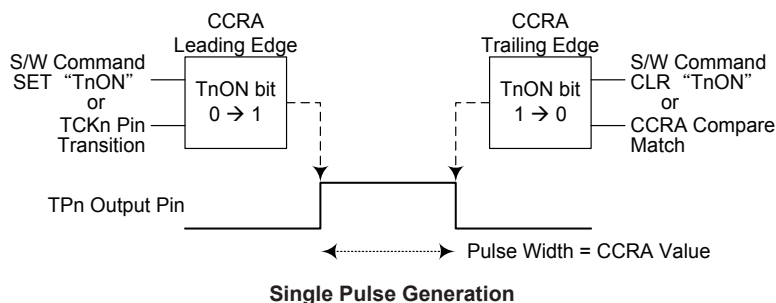 CCRA
Leading Edge
S/W Command
SET “TnON”
or
TCKn Pin
Transition
TnON bit
0 → 1
CCRA
Trailing Edge
TnON bit
1 → 0
S/W Command
CLR “TnON”
or
CCRA Compare
Match
TPn Output Pin
Pulse Width = CCRA Value
Single Pulse Generation